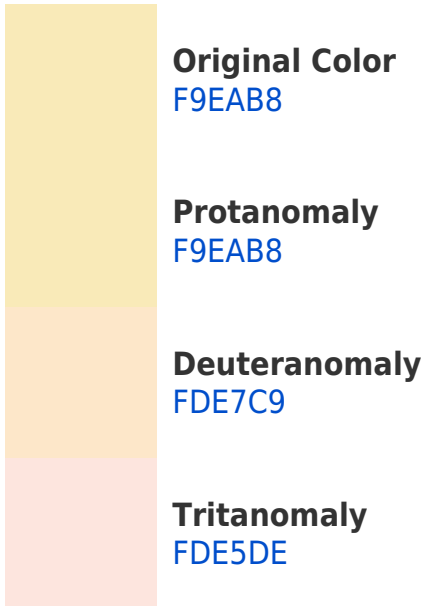 Original Color
F9EAB8
Protanomaly
F9EAB8
Deuteranomaly
FDE7C9
Tritanomaly
FDE5DE